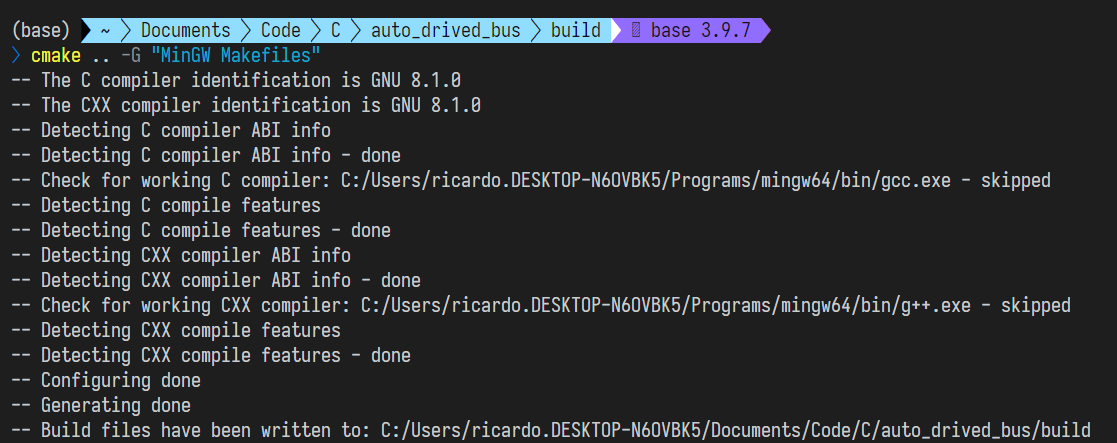 (base) ~ Documents Code C auto_drived_bus build base 3.9.7
> cmake .. -G "MinGW Makefiles"
-- The C compiler identification is GNU 8.1.0
-- The CXX compiler identification is GNU 8.1.0
-- Detecting C compiler ABI info
-- Detecting C compiler ABI info - done
-- Check for working C compiler: C:/Users/ricardo.DESKTOP-N6OVBK5/Programs/mingw64/bin/gcc.exe - skipped
-- Detecting C compile features
-- Detecting C compile features - done
-- Detecting CXX compiler ABI info
-- Detecting CXX compiler ABI info - done
-- Check for working CXX compiler: C:/Users/ricardo.DESKTOP-N6OVBK5/Programs/mingw64/bin/g++.exe - skipped
-- Detecting CXX compile features
-- Detecting CXX compile features - done
-- Configuring done
-- Generating done
-- Build files have been written to: C:/Users/ricardo.DESKTOP-N6OVBK5/Documents/Code/C/auto_drived_bus/build